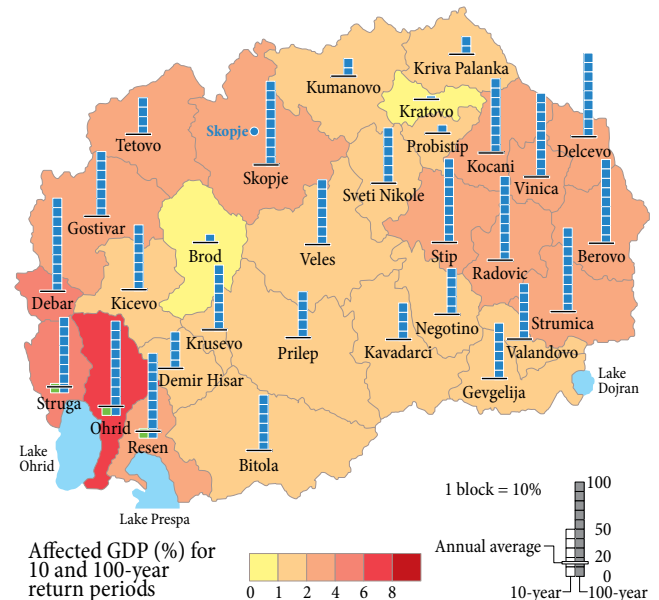 Kriva Palanka
Kumanovo
Kratovo
Skopje
Tetovo
Probistip
Delcevo
Kocani
Skopje
Vinica
Sveti Nikole
Gostivar
Brod
Veles
Stip
Berovo
Radovic
Debar
Kicevo
Negotino
Strumica
Krusevo
Prilep
Kavadarci
Valandovo
Demir Hisar
Gevgelija
Lake
Dojran
Struga
Ohrid
Resen
Lake
Ohrid
Bitola
Lake Prespa
1 block = 10%
100
50
20
0
Annual average
10-year
100-year
Affected GDP (%) for
10 and 100-year
return periods
0 1 2 4 6 8